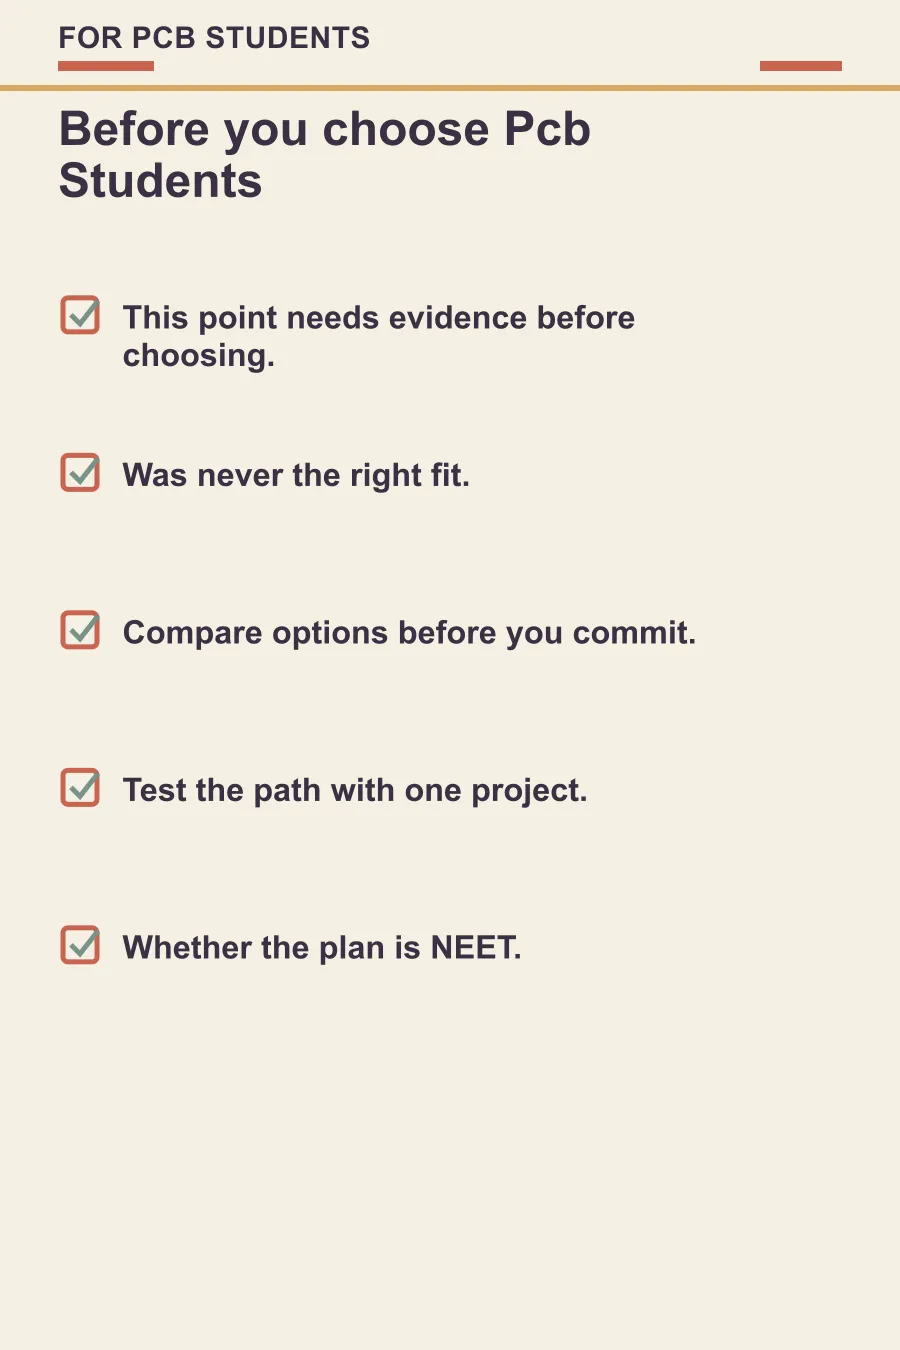 FOR PCB STUDENTS
Before you choose Pcb
Students
This point needs evidence before
choosing.
Was never the right fit.
Compare options before you commit.
Test the path with one project.
Whether the plan is NEET.